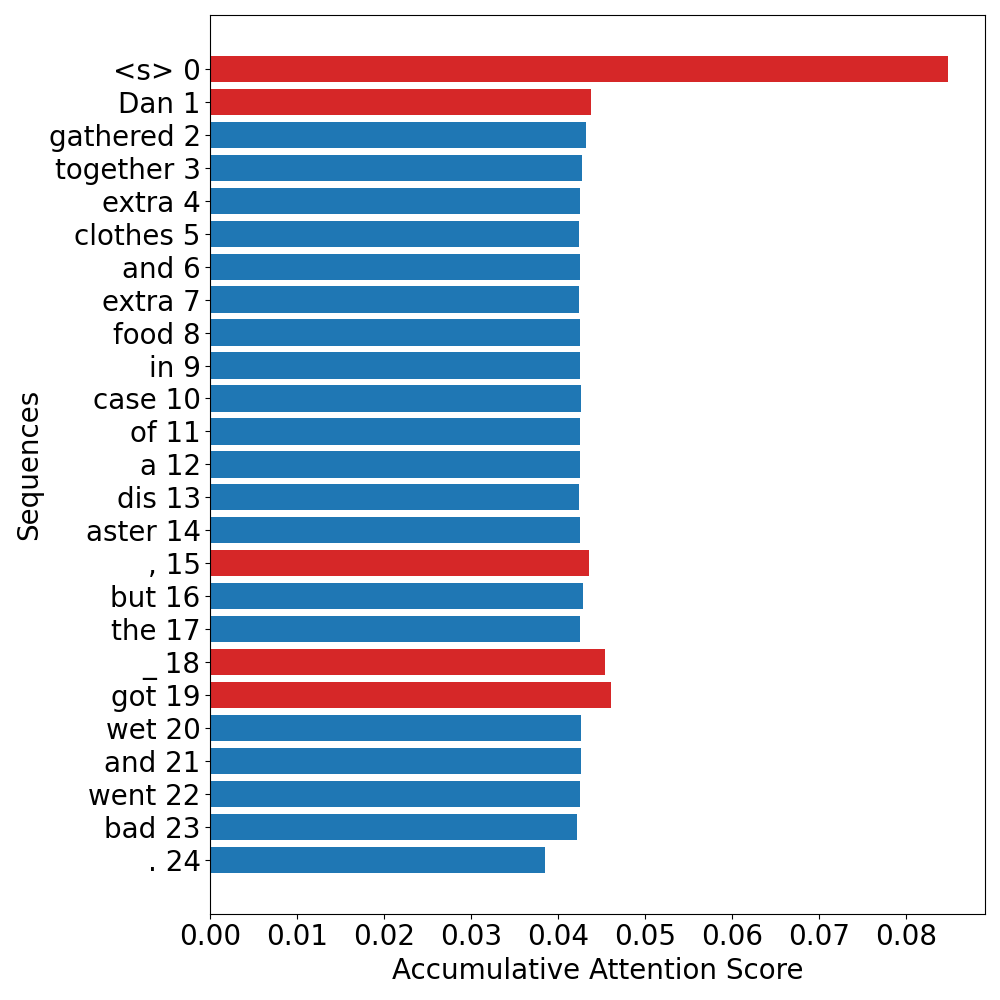 <s> 0
Dan 1
gathered 2
together 3
extra 4
clothes 5
and 6
extra 7
food 8
in 9
case 10
of 11
a 12
dis 13
aster 14
, 15
but 16
the 17
_ 18
got 19
wet 20
and 21
went 22
bad 23
. 24
Sequences
0.00 0.01 0.02 0.03 0.04 0.05 0.06 0.07 0.08
Accumulative Attention Score